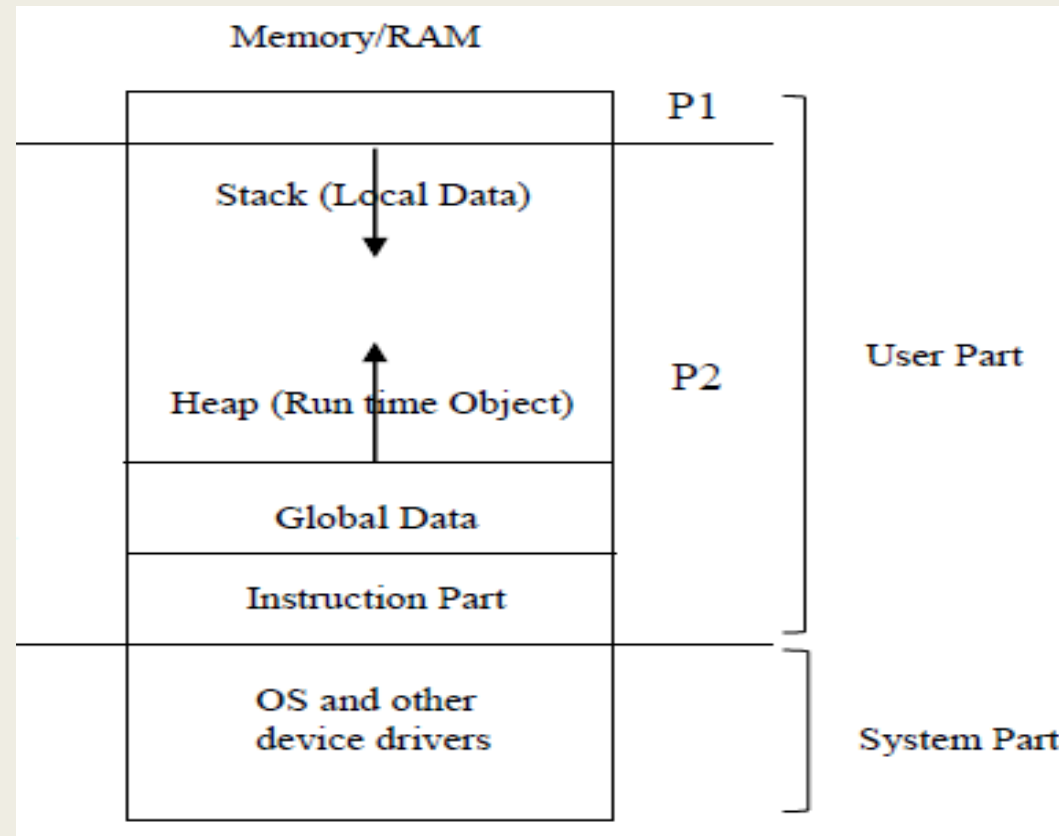 Memory/RAM
P1
Stack (Local Data)
User Part
P2
Heap (Run time Object)
Global Data
Instruction Part
OS and other
device drivers
System Part